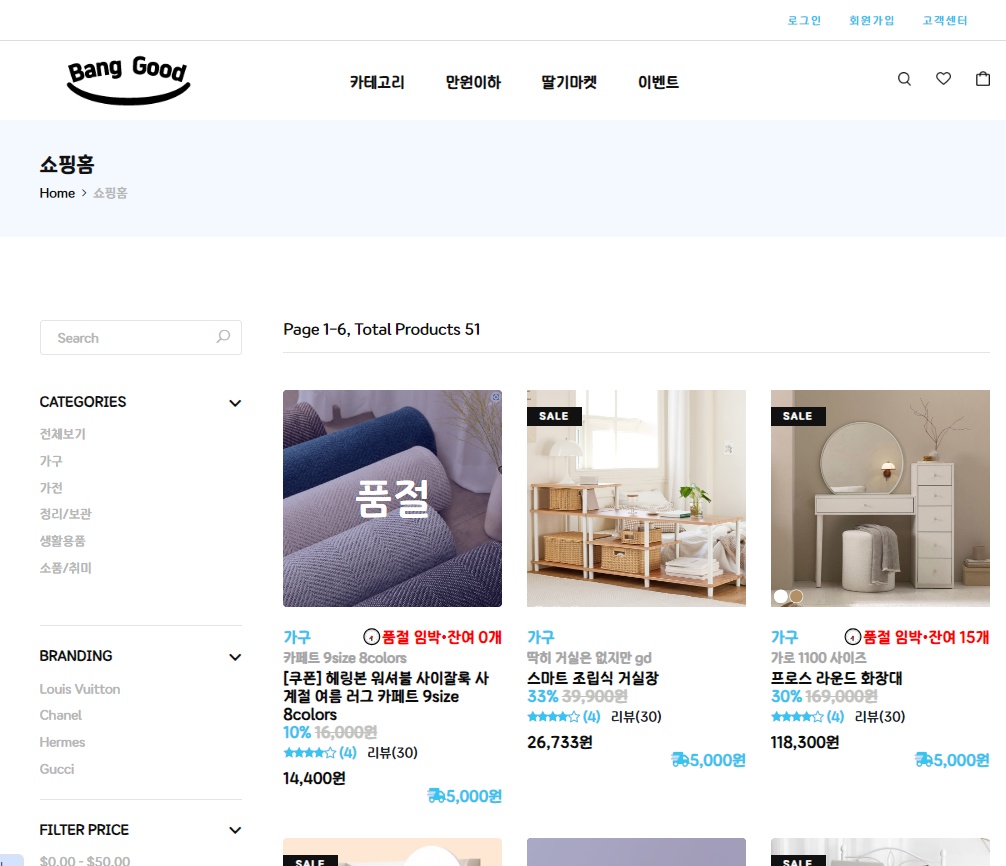 로그인 회원가입 고객센터
Bang Good
카테고리 만원이하 딸기마켓 이벤트
쇼핑홈
Home > 쇼핑홈
Search
Page 1-6, Total Products 51
CATEGORIES
전체보기
가구
가전
정리/보관
생활용품
소품/취미
BRANDING
Louis Vuitton
Chanel
Hermes
Gucci
FILTER PRICE
$0.00 - $50.00
품절
가구 품절 임박•잔여 0개
카페트 9size 8colors
[쿠폰] 헤링본 워셔블 사이잘룩 사
계절 여름 러그 카페트 9size
8colors
10% 16,000원
(4) 리뷰(30)
14,400원
5,000원
SALE
가구
딱히 거실은 없지만 gd
스마트 조립식 거실장
33% 39,900원
(4) 리뷰(30)
26,733원
5,000원
SALE
가구 품절 임박•잔여 15개
가로 1100 사이즈
프로스 라운드 화장대
30% 169,000원
(4) 리뷰(30)
118,300원
5,000원
SALE
SALE